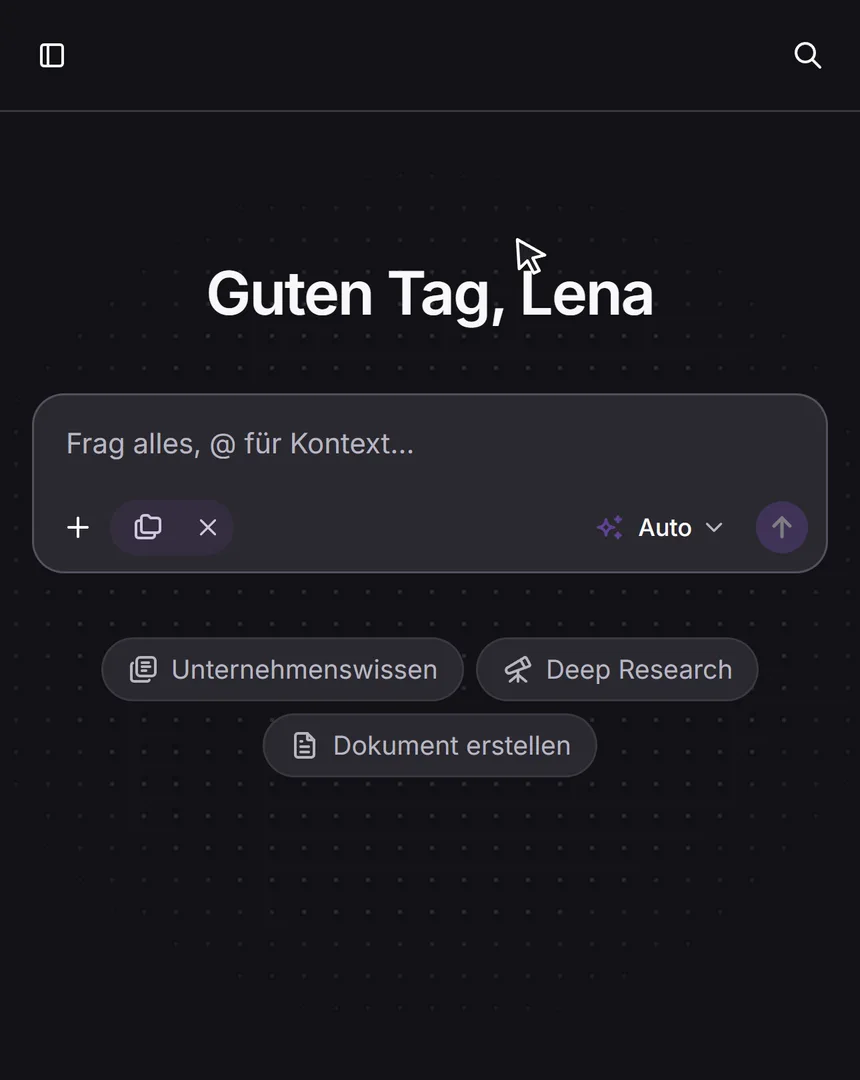 Guten Tag, Lena
Frag alles, @ für Kontext...
Auto
Unternehmenswissen
Deep Research
Dokument erstellen